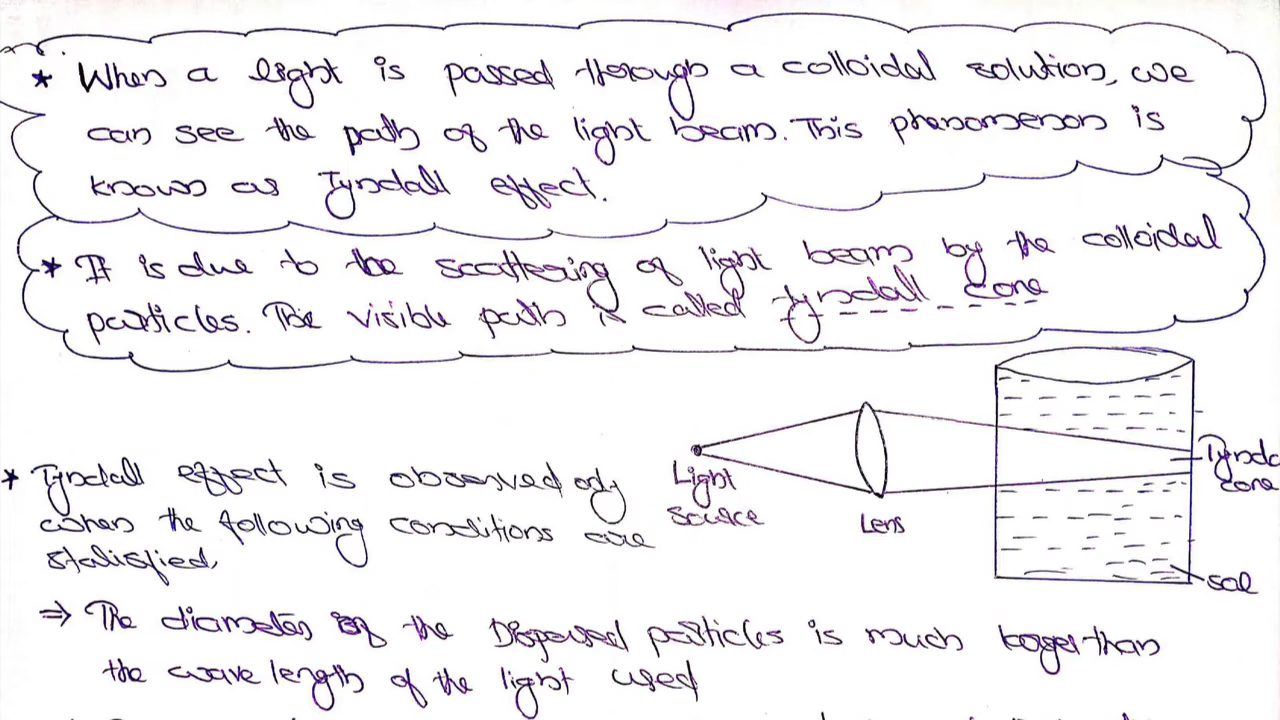 * When a light is passed through a colloidal solution, we
can see the path of the light beam. This phenomenon is
known as Tyndall effect.
* It is due to the scattering of light beam by the colloidal
particles. The visible path is called tyndall cone
Light
source
Lens
Tynda
cone
sol
* Tyndall effect is observed only
when the following conditions are
statisfied,
⇒ The diameter of the Dispersed particles is much larger than
the wave length of the light used